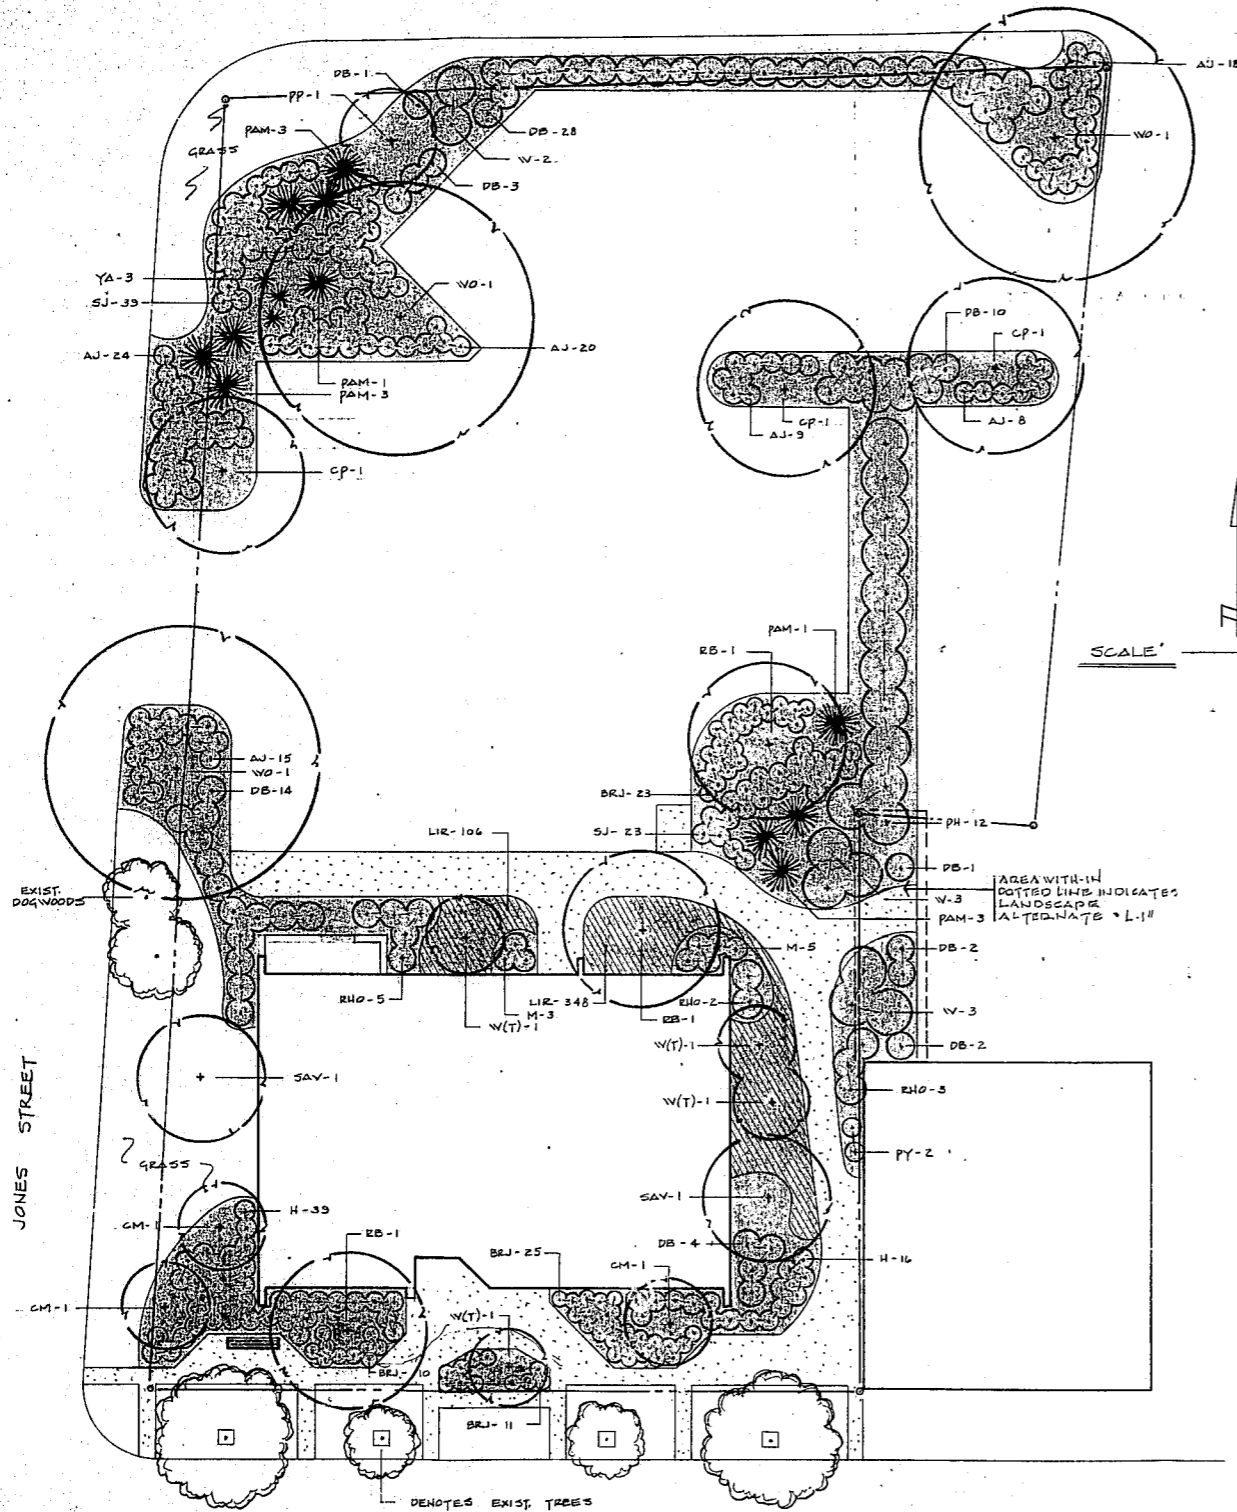 AJ-18
DB-1
PP-1
PAM-3
GRASS
DB-28
W-2
DB-3
WO-1
YA-3
SJ-39
WO-1
AJ-24
AJ-20
PAM-1
PAM-3
DB-10
CP-1
CP-1
AJ-9
AJ-8
CP-1
PAM-1
RB-1
SCALE
AJ-15
WO-1
DB-14
BRJ-23
SJ-23
LIR-106
PH-12
DB-1
W-3
PAM-3
AREA WITH-IN
DOTTED LINE INDICATES
LANDSCAPE
ALTERNATE "L-1"
EXIST.
DOGWOODS
M-5
DB-2
RHO-5
LIR-348
M-3
W(T)-1
RHO-2
RB-1
W-3
W(T)-1
DB-2
SAV-1
RHO-3
W(T)-1
PY-2
JONES STREET
GRASS
SAV-1
H-39
CM-1
RB-1
DB-4
H-16
BRJ-25
CM-1
CM-1
W(T)-1
BRJ-10
BRJ-11
DENOTES EXIST. TREES